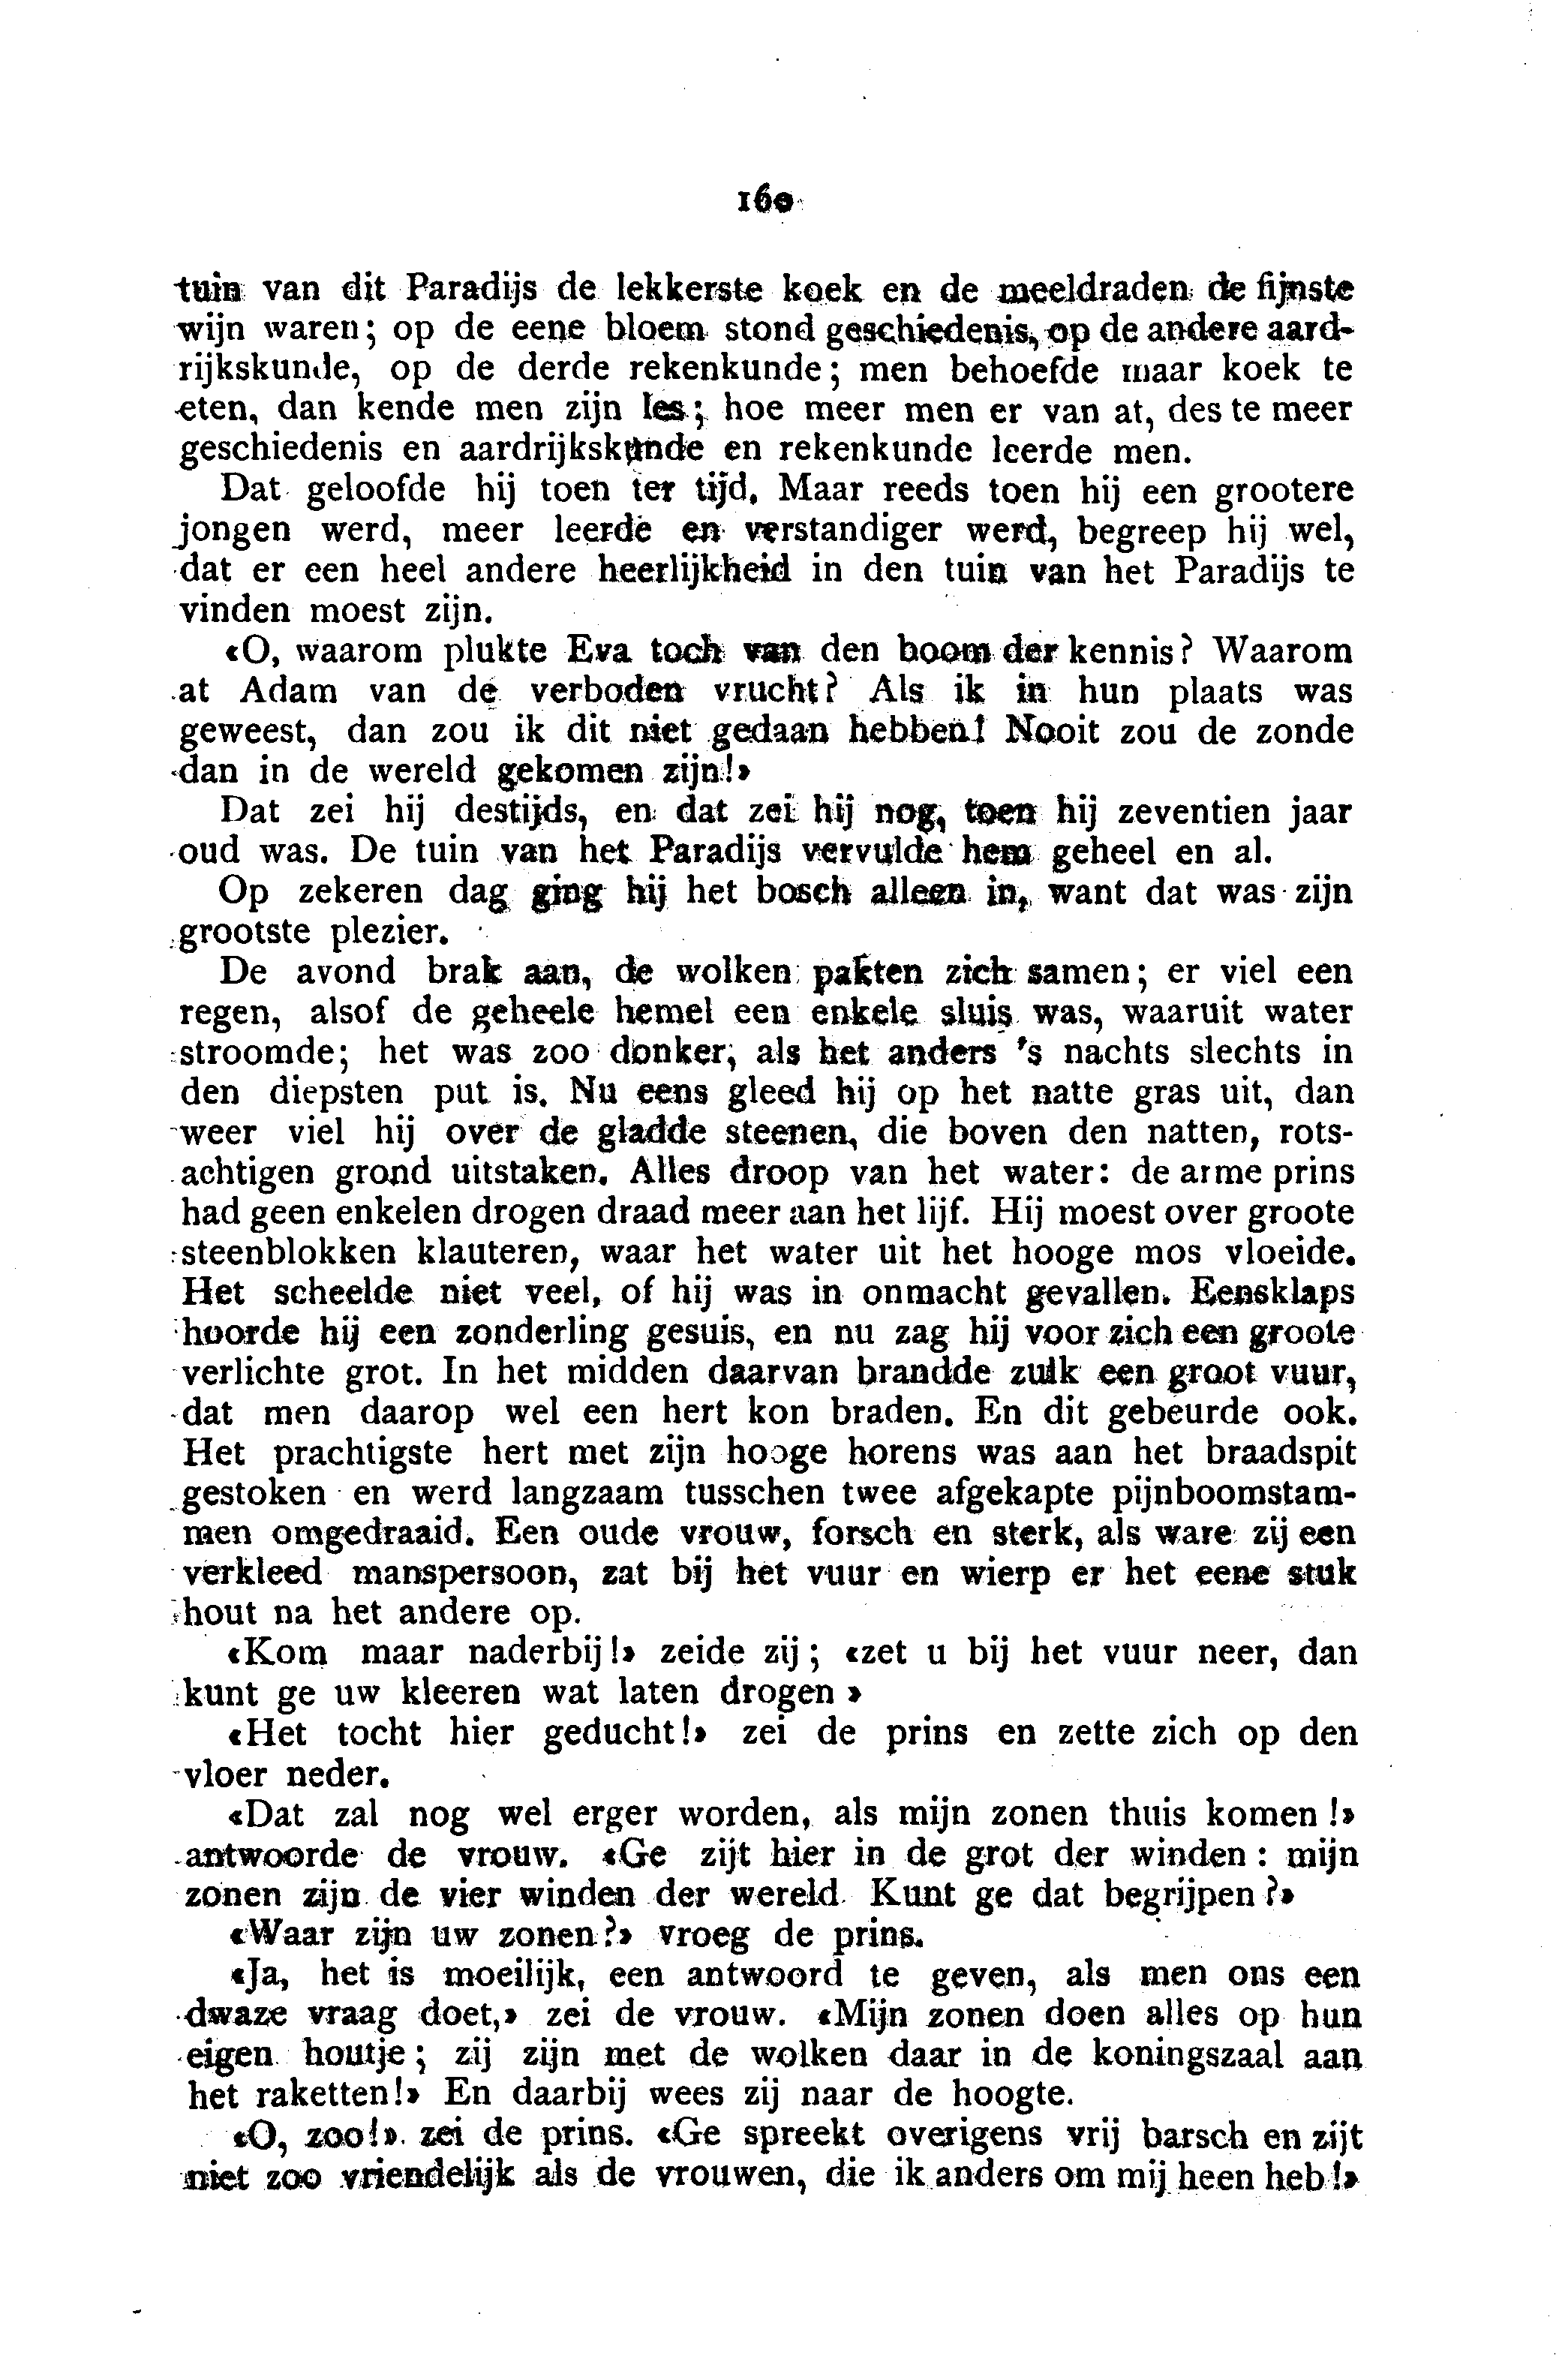 160
tuin van dit Paradijs de lekkerste koek en de meeldraden de fijnste
wijn waren; op de eene bloem stond geschiedenis, op de andere aard-
rijkskunde, op de derde rekenkunde; men behoefde maar koek te
eten, dan kende men zijn les; hoe meer men er van at, des te meer
geschiedenis en aardrijkskunde en rekenkunde leerde men.
Dat geloofde hij toen ter tijd. Maar reeds toen hij een grootere
jongen werd, meer leerde en verstandiger werd, begreep hij wel,
dat er een heel andere heerlijkheid in den tuin van het Paradijs te
vinden moest zijn.
«O, waarom plukte Eva toch van den boom der kennis? Waarom
at Adam van de verboden vrucht? Als ik in hun plaats was
geweest, dan zou ik dit niet gedaan hebben! Nooit zou de zonde
dan in de wereld gekomen zijn!»
Dat zei hij destijds, en dat zei hij nog, toen hij zeventien jaar
oud was. De tuin van het Paradijs vervulde hem geheel en al.
Op zekeren dag ging hij het bosch alleen in, want dat was zijn
grootste plezier.
De avond brak aan, de wolken pakten zich samen; er viel een
regen, alsof de geheele hemel een enkele sluis was, waaruit water
stroomde; het was zoo donker, als het anders 's nachts slechts in
den diepsten put is. Nu eens gleed hij op het natte gras uit, dan
weer viel hij over de gladde steenen, die boven den natten, rots-
achtigen grond uitstaken. Alles droop van het water: de arme prins
had geen enkelen drogen draad meer aan het lijf. Hij moest over groote
steenblokken klauteren, waar het water uit het hooge mos vloeide.
Het scheelde niet veel, of hij was in onmacht gevallen. Eensklaps
hoorde hij een zonderling gesuis, en nu zag hij voor zich een groote
verlichte grot. In het midden daarvan brandde zulk een groot vuur,
dat men daarop wel een hert kon braden. En dit gebeurde ook.
Het prachtigste hert met zijn hooge horens was aan het braadspit
gestoken en werd langzaam tusschen twee afgekapte pijnboomstam-
men omgedraaid. Een oude vrouw, forsch en sterk, als ware zij een
verkleed manspersoon, zat bij het vuur en wierp er het eene stuk
hout na het andere op.
«Kom maar naderbij!» zeide zij; «zet u bij het vuur neer, dan
kunt ge uw kleeren wat laten drogen »
«Het tocht hier geducht!» zei de prins en zette zich op den
vloer neder.
«Dat zal nog wel erger worden, als mijn zonen thuis komen!»
antwoorde de vrouw. «Ge zijt hier in de grot der winden: mijn
zonen zijn de vier winden der wereld. Kunt ge dat begrijpen?»
«Waar zijn uw zonen?» vroeg de prins.
«Ja, het is moeilijk, een antwoord te geven, als men ons een
dwaze vraag doet,» zei de vrouw. «Mijn zonen doen alles op hun
eigen houtje; zij zijn met de wolken daar in de koningszaal aan
het raketten!» En daarbij wees zij naar de hoogte.
«O, zoo!» zei de prins. «Ge spreekt overigens vrij barsch en zijt
niet zoo vriendelijk als de vrouwen, die ik anders om mij heen heb!»